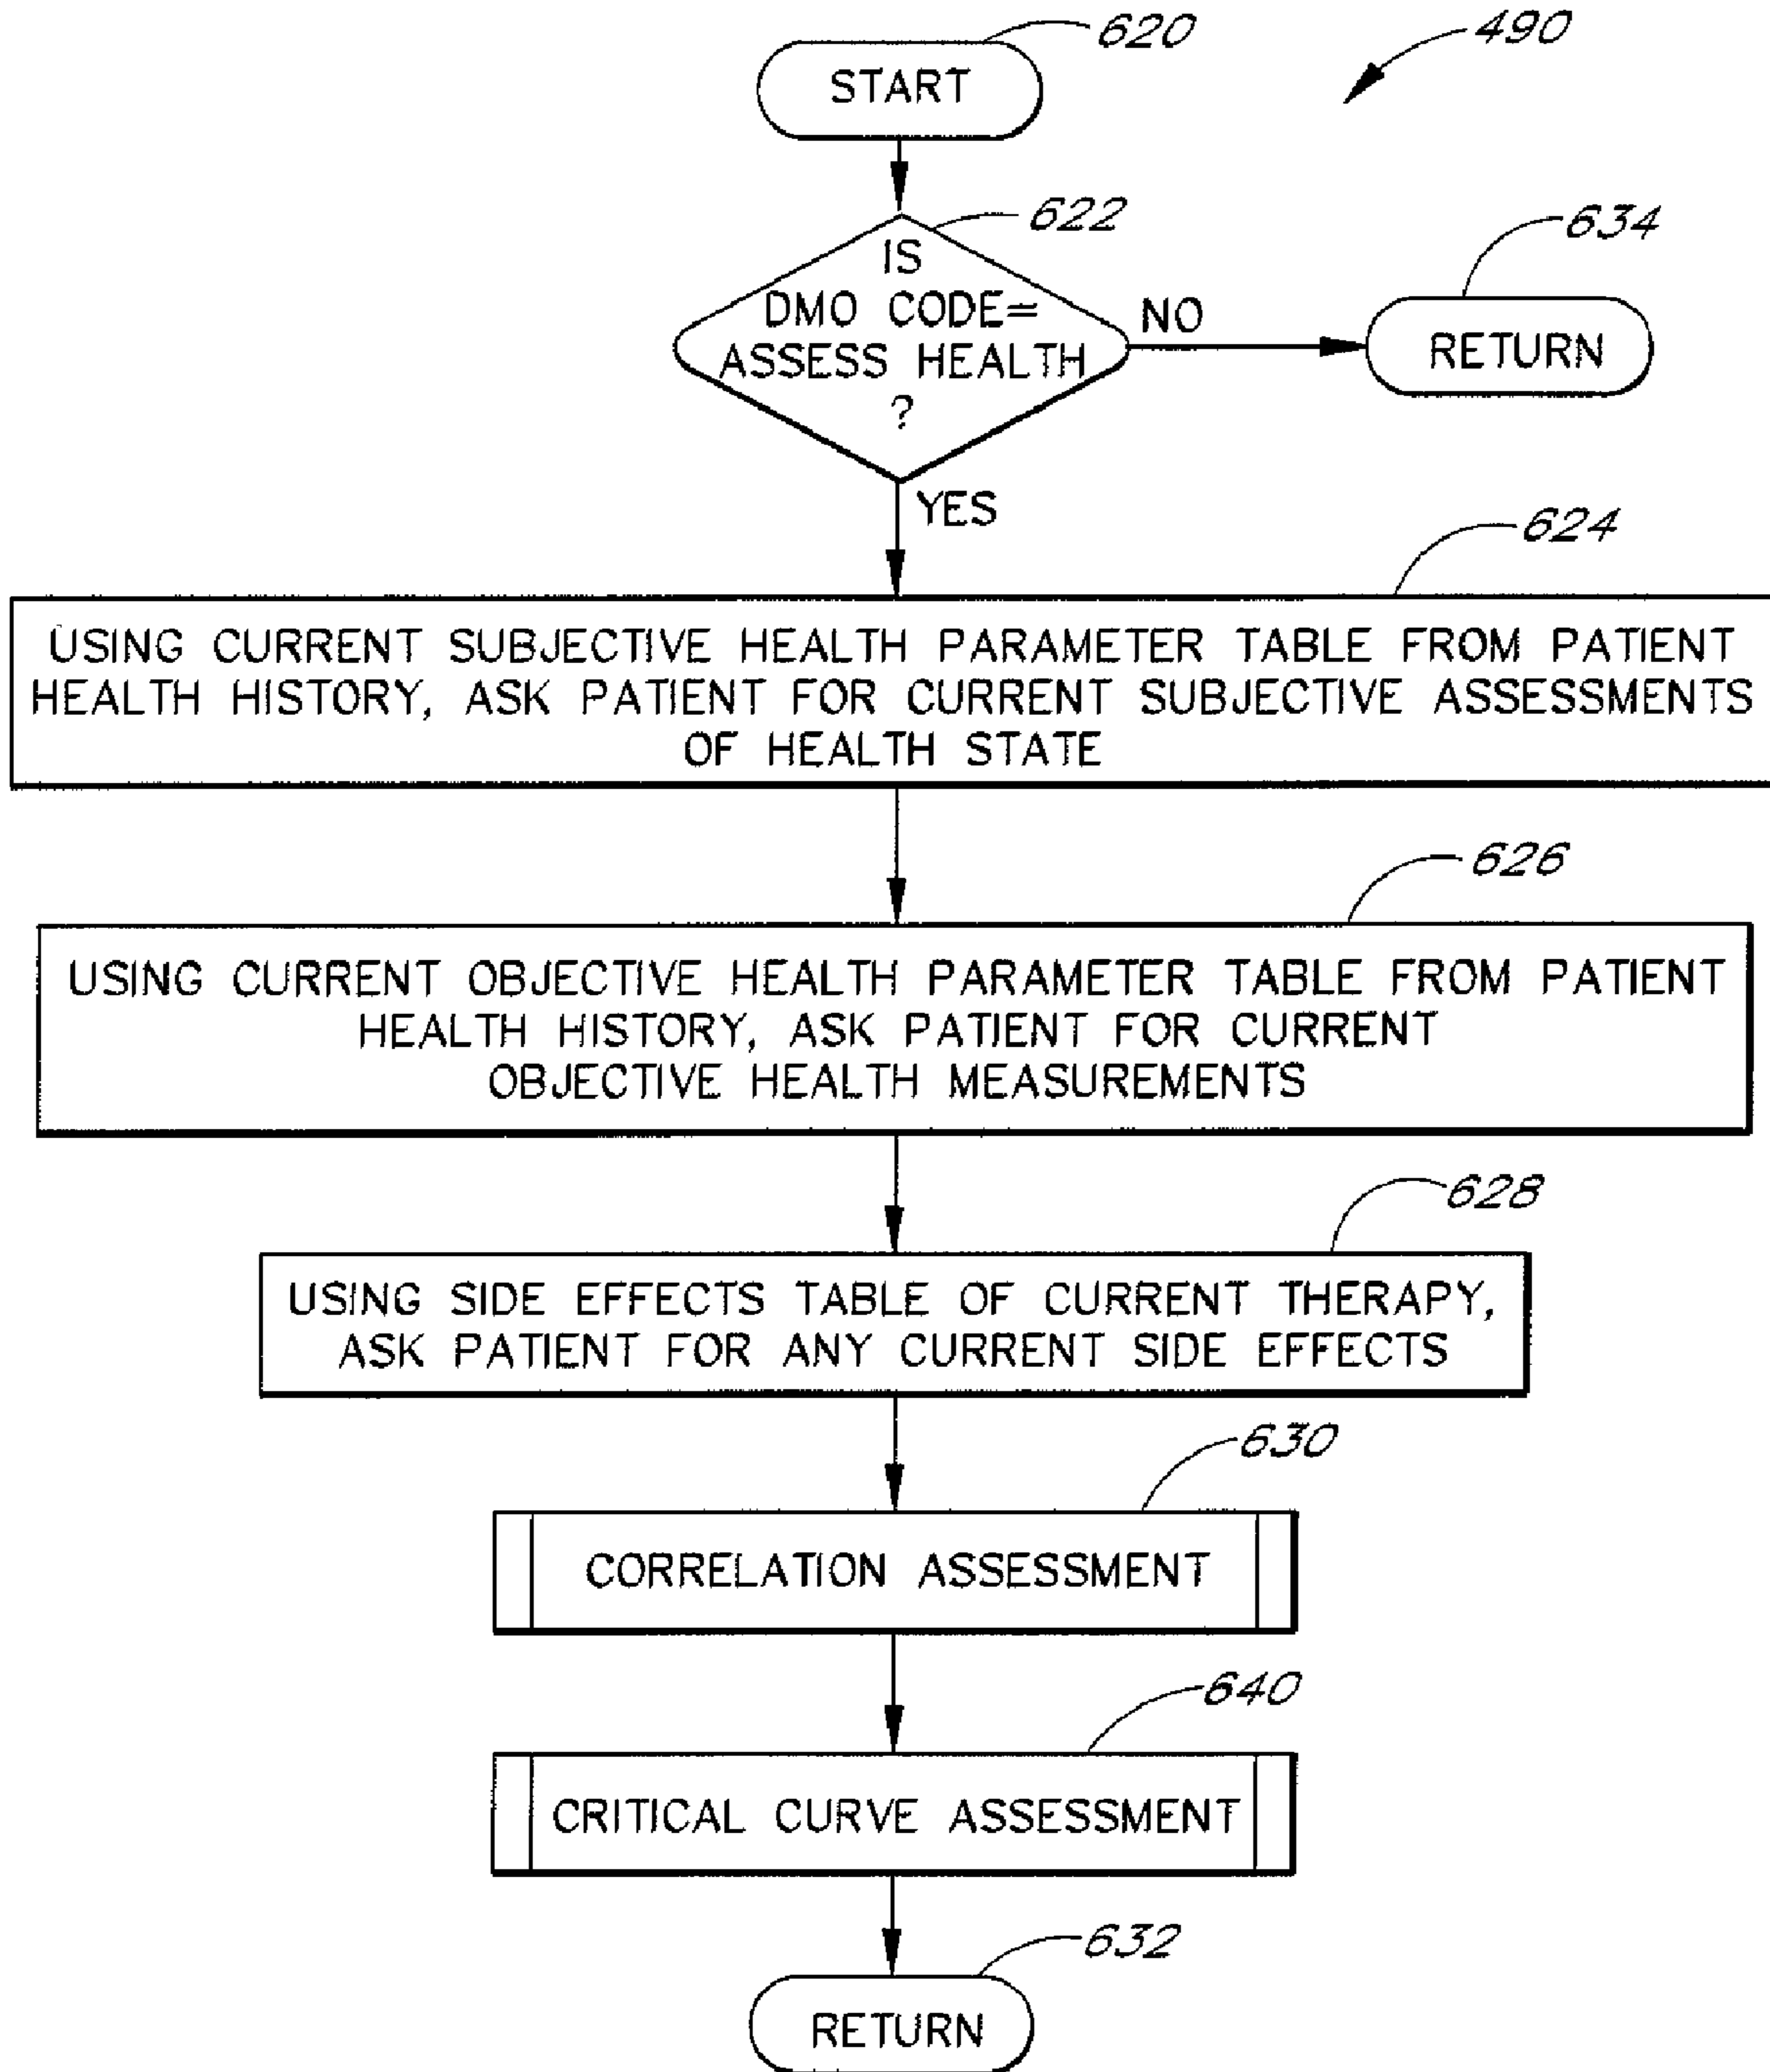 620
490
START
622
634
IS
DMO CODE=
ASSESS HEALTH
?
NO
RETURN
YES
624
USING CURRENT SUBJECTIVE HEALTH PARAMETER TABLE FROM PATIENT
HEALTH HISTORY, ASK PATIENT FOR CURRENT SUBJECTIVE ASSESSMENTS
OF HEALTH STATE
626
USING CURRENT OBJECTIVE HEALTH PARAMETER TABLE FROM PATIENT
HEALTH HISTORY, ASK PATIENT FOR CURRENT
OBJECTIVE HEALTH MEASUREMENTS
628
USING SIDE EFFECTS TABLE OF CURRENT THERAPY,
ASK PATIENT FOR ANY CURRENT SIDE EFFECTS
630
CORRELATION ASSESSMENT
640
CRITICAL CURVE ASSESSMENT
632
RETURN